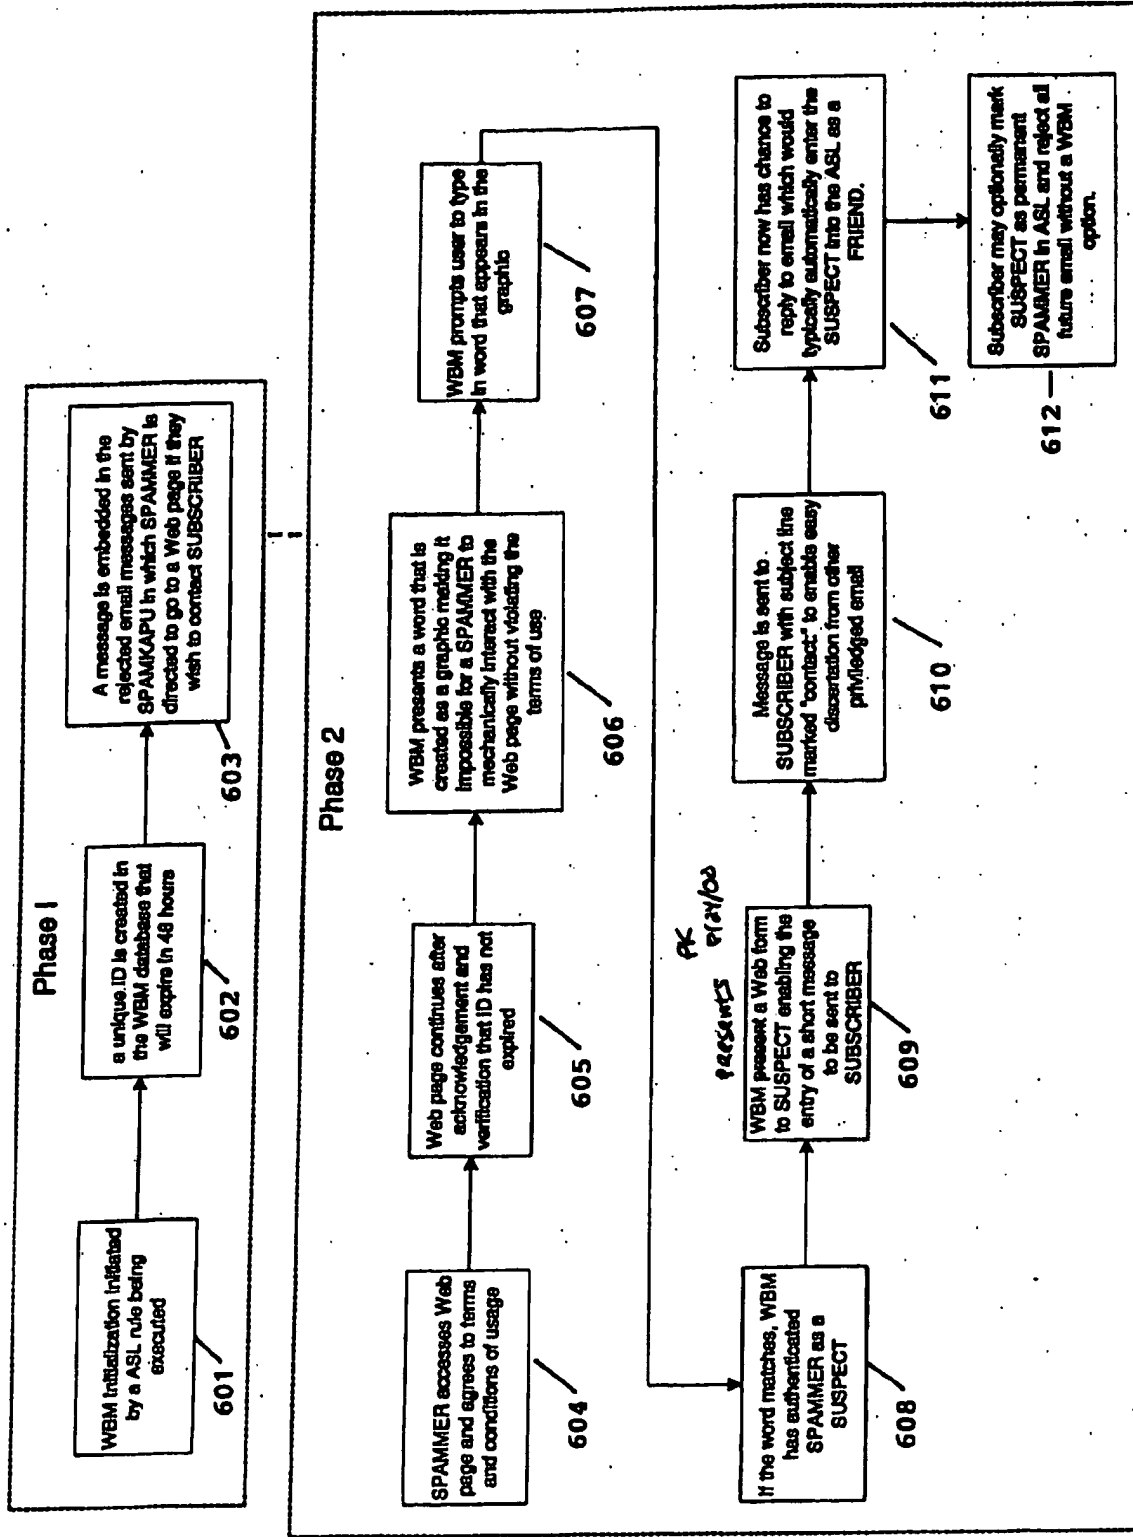 Phase I
WBM Initialization initiated
by a ASL rule being
executed
601
a unique ID is created in
the WBM database that
will expire in 48 hours
602
A message is embedded in the
rejected email messages sent by
SPAMKAPU in which SPAMMER is
directed to go to a Web page if they
wish to contact SUBSCRIBER
603
Phase 2
SPAMMER accesses Web
page and agrees to terms
and conditions of usage
604
Web page continues after
acknowledgement and
verification that ID has not
expired
605
WBM presents a word that is
created as a graphic making it
impossible for a SPAMMER to
mechanically interact with the
Web page without violating the
terms of use
606
WBM prompts user to type
in word that appears in the
graphic
607
If the word matches, WBM
has authenticated
SPAMMER as a
SUSPECT
608
presents PK
WBM present a Web form
to SUSPECT enabling the
entry of a short message
to be sent to
SUBSCRIBER
609
Message is sent to
SUBSCRIBER with subject line
marked "contact:" to enable easy
discertation from other
priviledged email
610
Subscriber now has chance to
reply to email which would
typically automatically enter the
SUSPECT into the ASL as a
FRIEND.
611
Subscriber may optionally mark
SUSPECT as permanent
SPAMMER in ASL and reject all
future email without a WBM
option.
612